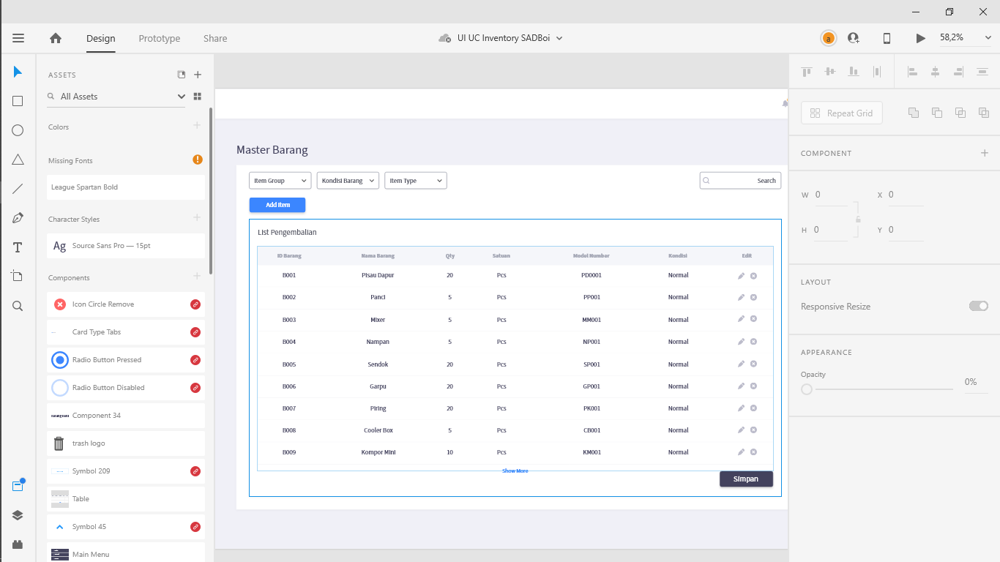 Design Prototype Share
UI UC Inventory SADBoi
a
58,2%
ASSETS
All Assets
Colors
Missing Fonts
League Spartan Bold
Character Styles
Ag Source Sans Pro — 15pt
Components
Icon Circle Remove
Card Type Tabs
Radio Button Pressed
Radio Button Disabled
Component 34
trash logo
Symbol 209
Table
Symbol 45
Main Menu
Master Barang
Item Group Kondisi Barang Item Type Search
Add Item
List Pengembalian
ID Barang Nama Barang Qty Satuan Model Number Kondisi Edit
B001 Pisau Dapur 20 Pcs PD0001 Normal
B002 Panci 5 Pcs PP001 Normal
B003 Mixer 5 Pcs MM001 Normal
B004 Nampan 5 Pcs NP001 Normal
B005 Sendok 20 Pcs SP001 Normal
B006 Garpu 20 Pcs GP001 Normal
B007 Piring 20 Pcs PK001 Normal
B008 Cooler Box 5 Pcs CB001 Normal
B009 Kompor Mini 10 Pcs KM001 Normal
Show More
Simpan
Repeat Grid
COMPONENT
W 0 X 0
H 0 Y 0
LAYOUT
Responsive Resize
APPEARANCE
Opacity
0%